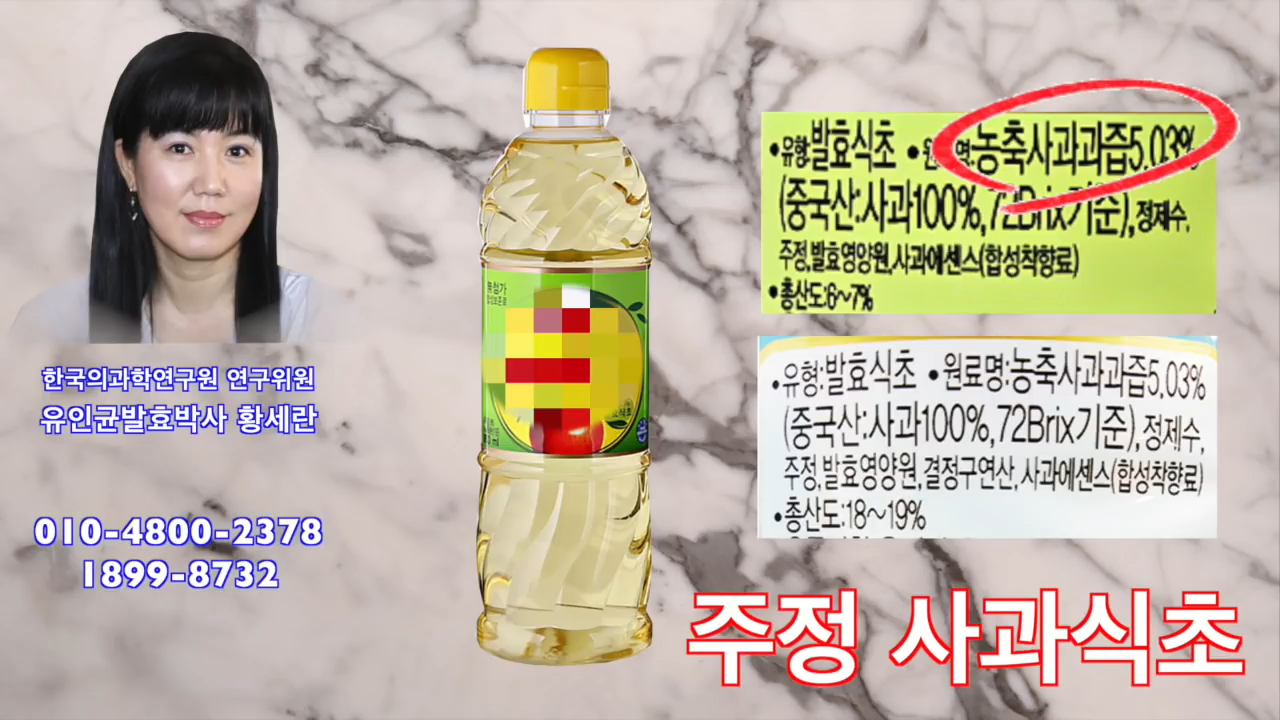 한국의과학연구원 연구위원
유인균발효박사 황세란
010-4800-2378
1899-8732
無첨가
•유형:발효식초 •원료명:농축사과과즙5.03%
(중국산:사과100%,72Brix기준),정제수,
주정,발효영양원,사과에센스(합성착향료)
•총산도:6~7%
•유형:발효식초 •원료명:농축사과과즙5.03%
(중국산:사과100%,72Brix기준),정제수,
주정,발효영양원,결정구연산,사과에센스(합성착향료)
•총산도:18~19%
주정 사과식초